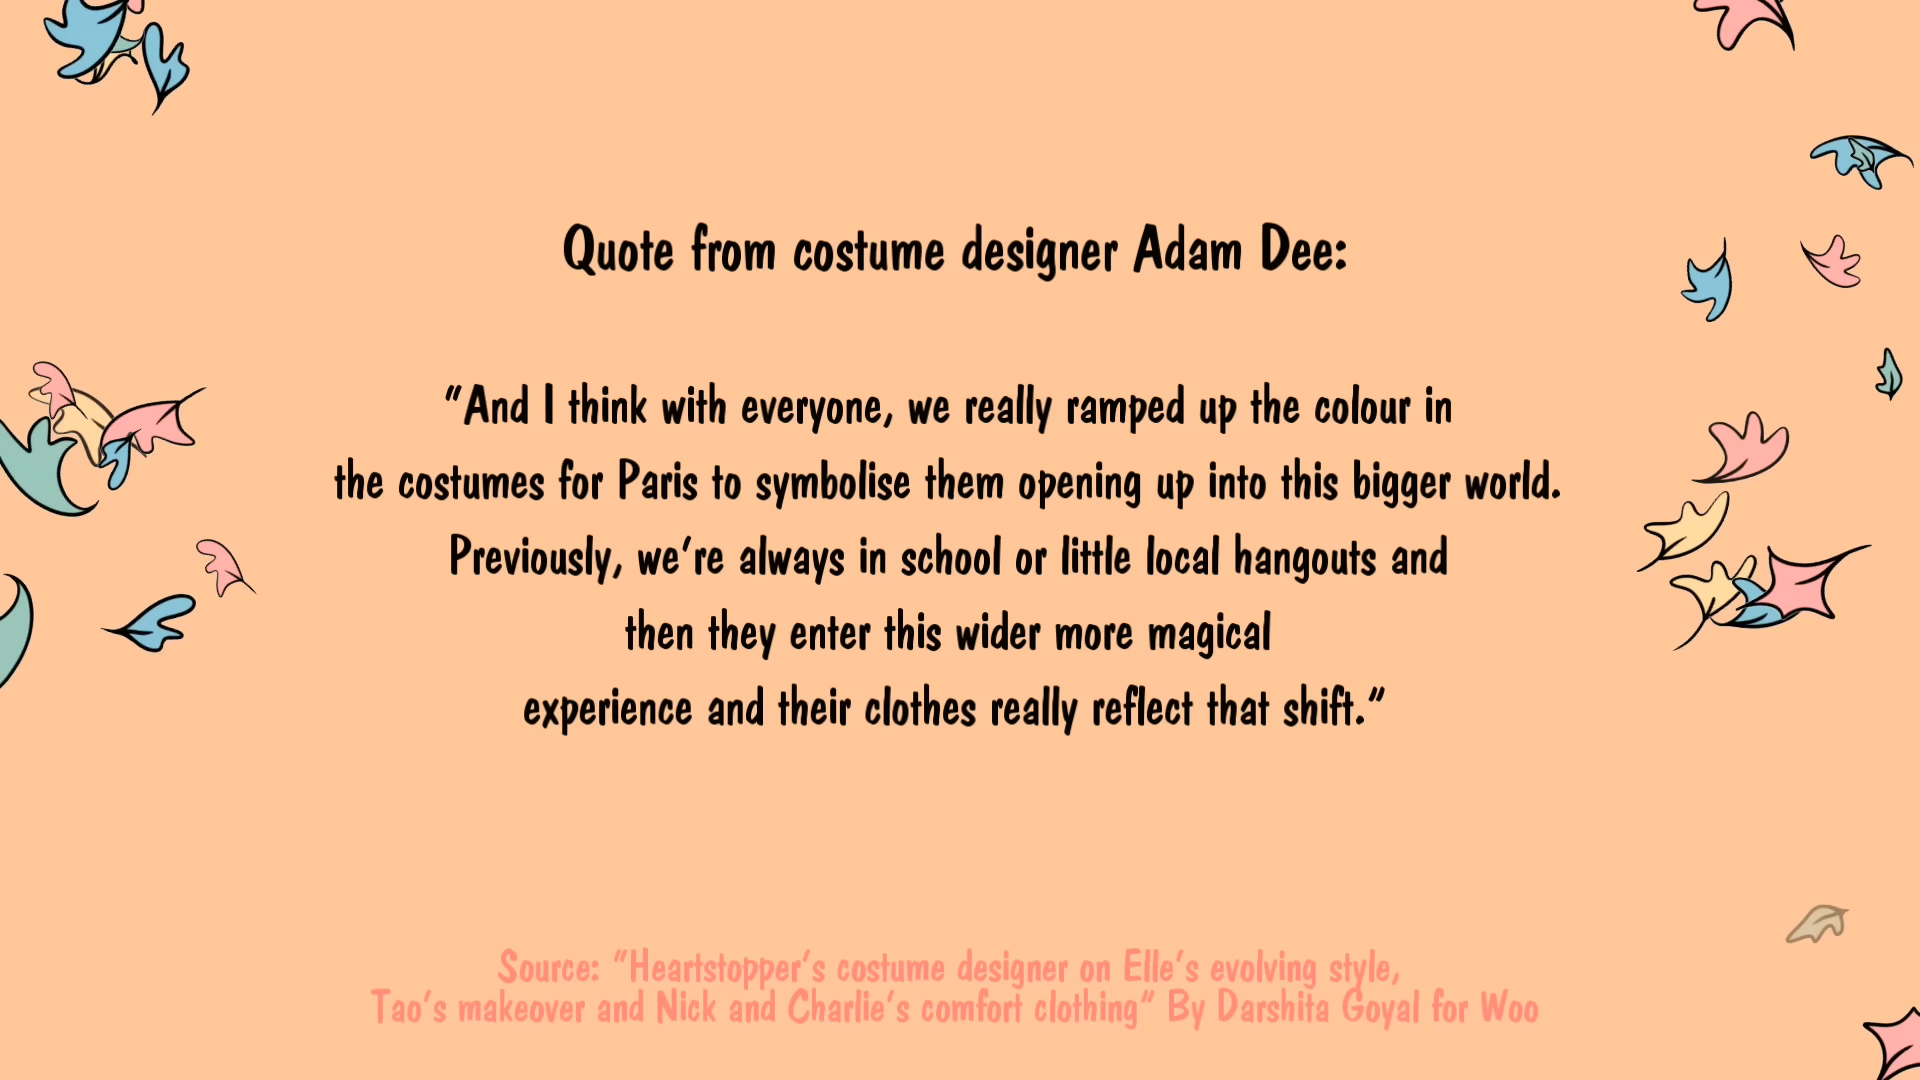 Quote from costume designer Adam Dee:
"And I think with everyone, we really ramped up the colour in
the costumes for Paris to symbolise them opening up into this bigger world.
Previously, we're always in school or little local hangouts and
then they enter this wider more magical
experience and their clothes really reflect that shift."
Source: "Heartstopper's costume designer on Elle's evolving style,
Tao's makeover and Nick and Charlie's comfort clothing" By Darshita Goyal for Woo